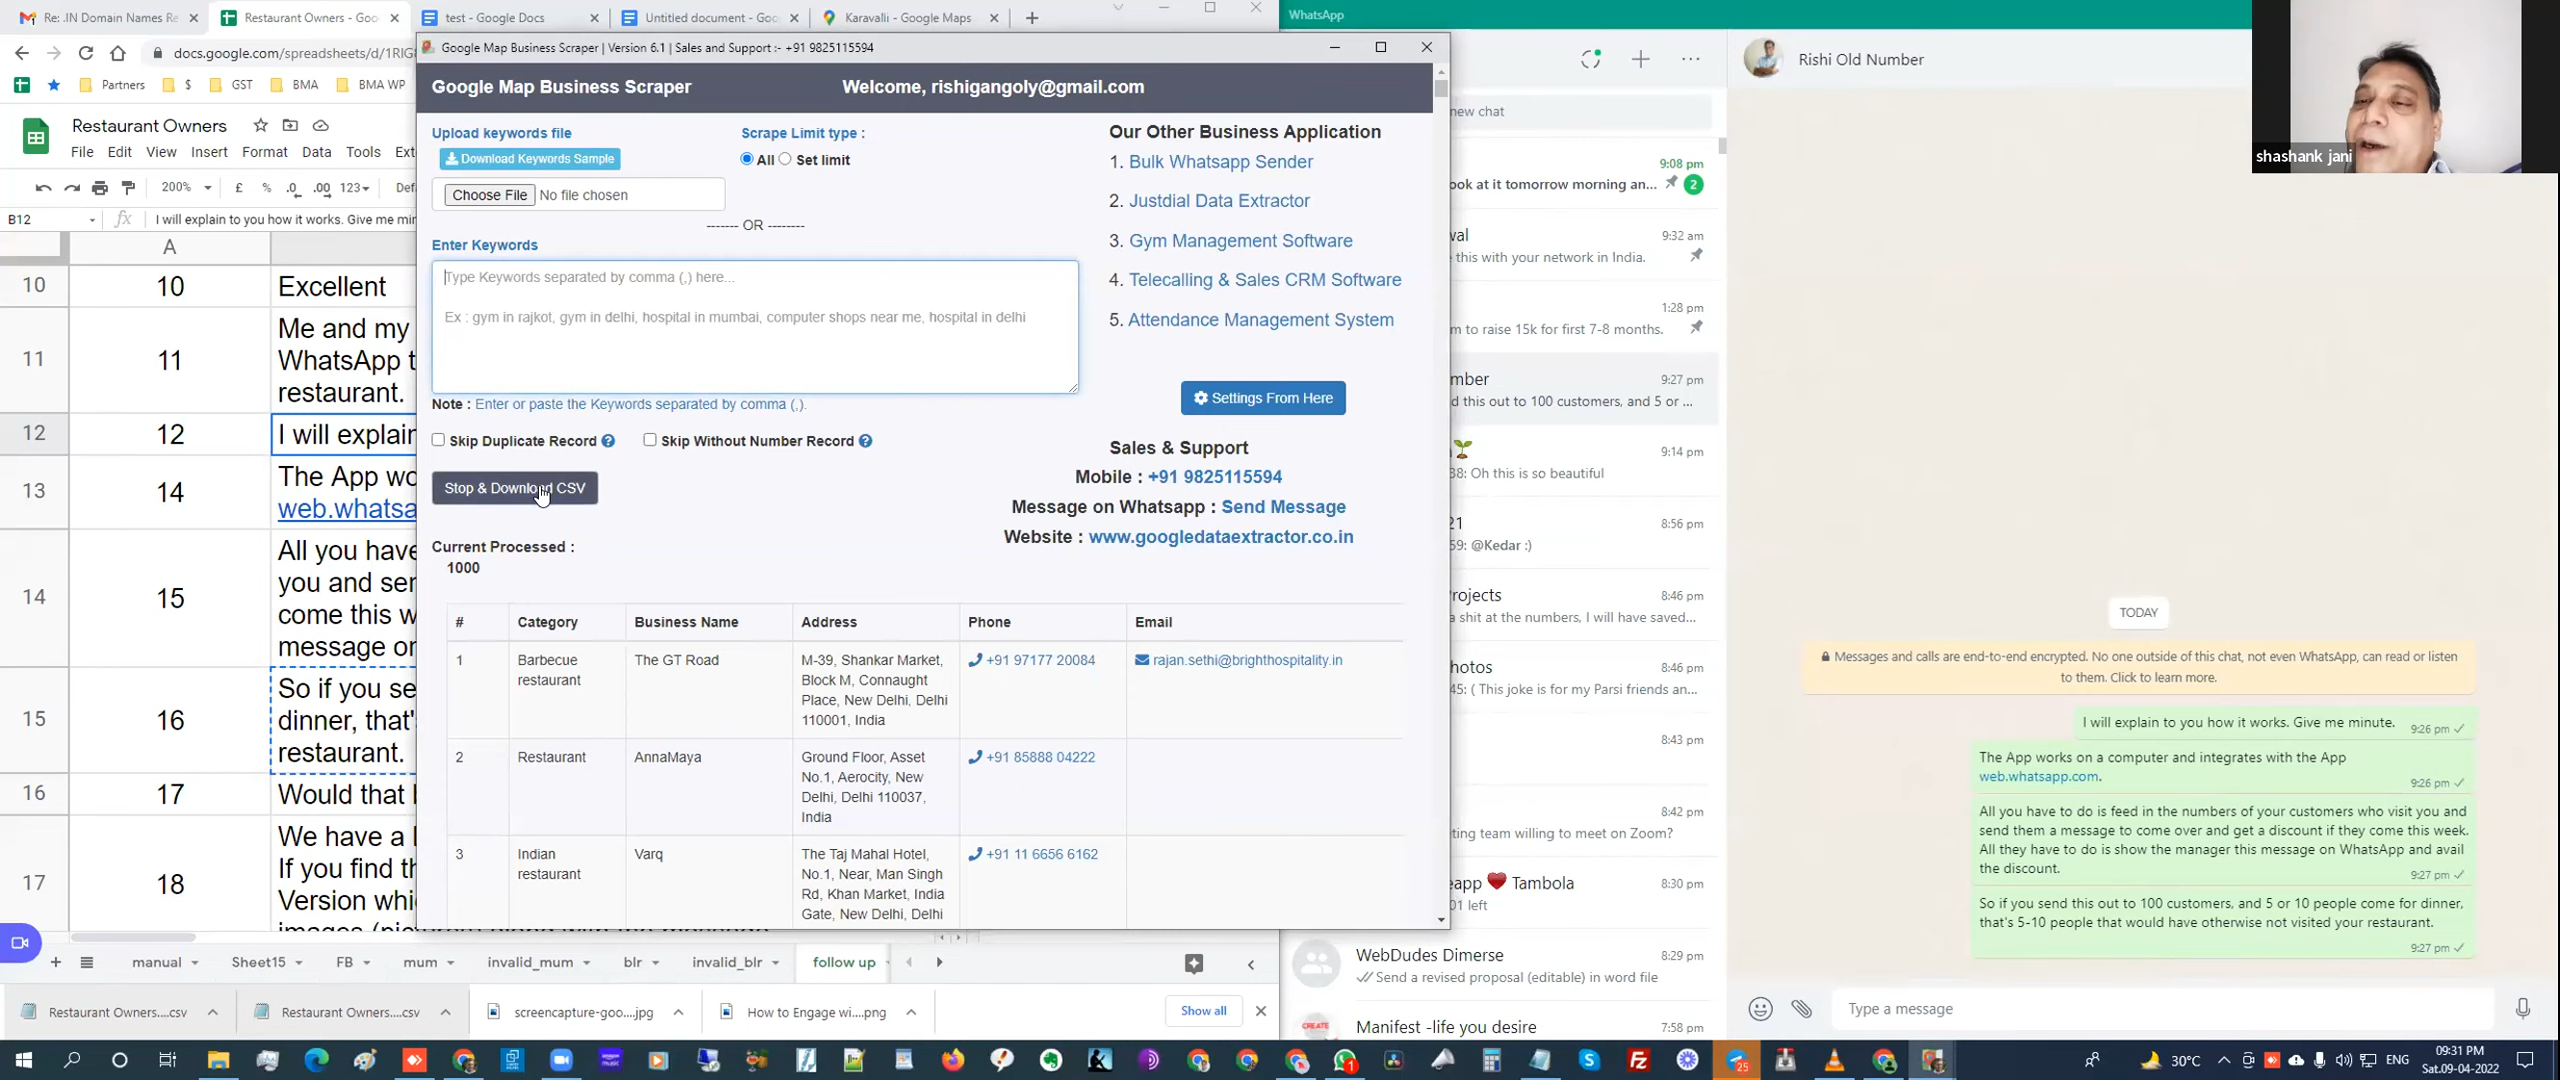 Re: .IN Domain Names Re
Restaurant Owners - Goo
test - Google Docs
Untitled document - Goo
Karavalli - Google Maps
docs.google.com/spreadsheets/d/1RlG
Partners
$
GST
BMA
BMA WP
Restaurant Owners
File Edit View Insert Format Data Tools Ext
200% £ % .0 .00 123 Def
B12 fx I will explain to you how it works. Give me min
A
10 10 Excellent
11 11 Me and my
WhatsApp t
restaurant.
12 12 I will explain
13 14 The App wo
web.whatsa
14 15 All you have
you and ser
come this w
message or
15 16 So if you se
dinner, that's
restaurant.
16 17 Would that b
17 18 We have a l
If you find th
Version whi
manual Sheet15 FB mum invalid_mum blr invalid_blr follow up
Restaurant Owners....csv
Restaurant Owners....csv
screencapture-goo....jpg
How to Engage wi....png
Show all
Google Map Business Scraper | Version 6.1 | Sales and Support :- +91 9825115594
Google Map Business Scraper
Welcome, rishigangoly@gmail.com
Upload keywords file
Download Keywords Sample
Choose File No file chosen
Scrape Limit type :
All Set limit
------- OR --------
Enter Keywords
Type Keywords separated by comma (,) here...
Ex : gym in rajkot, gym in delhi, hospital in mumbai, computer shops near me, hospital in delhi
Note : Enter or paste the Keywords separated by comma (,).
Skip Duplicate Record
Skip Without Number Record
Stop & Download CSV
Current Processed :
1000
Our Other Business Application
1. Bulk Whatsapp Sender
2. Justdial Data Extractor
3. Gym Management Software
4. Telecalling & Sales CRM Software
5. Attendance Management System
Settings From Here
Sales & Support
Mobile : +91 9825115594
Message on Whatsapp : Send Message
Website : www.googledataextractor.co.in
# Category Business Name Address Phone Email
1 Barbecue restaurant The GT Road M-39, Shankar Market, +91 97177 20084 rajan.sethi@brighthospitality.in
Block M, Connaught
Place, New Delhi, Delhi
110001, India
2 Restaurant AnnaMaya Ground Floor, Asset +91 85888 04222
No.1, Aerocity, New
Delhi, Delhi 110037,
India
3 Indian restaurant Varq The Taj Mahal Hotel, +91 11 6656 6162
No.1, Near, Man Singh
Rd, Khan Market, India
Gate, New Delhi, Delhi
WhatsApp
new chat
9:08 pm
ook at it tomorrow morning an... 2
wal 9:32 am
e this with your network in India.
1:28 pm
m to raise 15k for first 7-8 months.
mber 9:27 pm
d this out to 100 customers, and 5 or ...
9:14 pm
88: Oh this is so beautiful
21 8:56 pm
59: @Kedar :)
rojects 8:46 pm
a shit at the numbers, I will have saved...
hotos 8:46 pm
45: ( This joke is for my Parsi friends an...
8:43 pm
8:42 pm
ting team willing to meet on Zoom?
eapp ❤ Tambola 8:30 pm
01 left
WebDudes Dimerse 8:29 pm
Send a revised proposal (editable) in word file
CREATE
Manifest -life you desire 7:58 pm
Rishi Old Number
shashank jani
TODAY
Messages and calls are end-to-end encrypted. No one outside of this chat, not even WhatsApp, can read or listen
to them. Click to learn more.
I will explain to you how it works. Give me minute. 9:26 pm
The App works on a computer and integrates with the App
web.whatsapp.com. 9:26 pm
All you have to do is feed in the numbers of your customers who visit you and
send them a message to come over and get a discount if they come this week.
All they have to do is show the manager this message on WhatsApp and avail
the discount. 9:27 pm
So if you send this out to 100 customers, and 5 or 10 people come for dinner,
that's 5-10 people that would have otherwise not visited your restaurant.
9:27 pm
Type a message
25
1
30°C
ENG
09:31 PM
Sat.09-04-2022